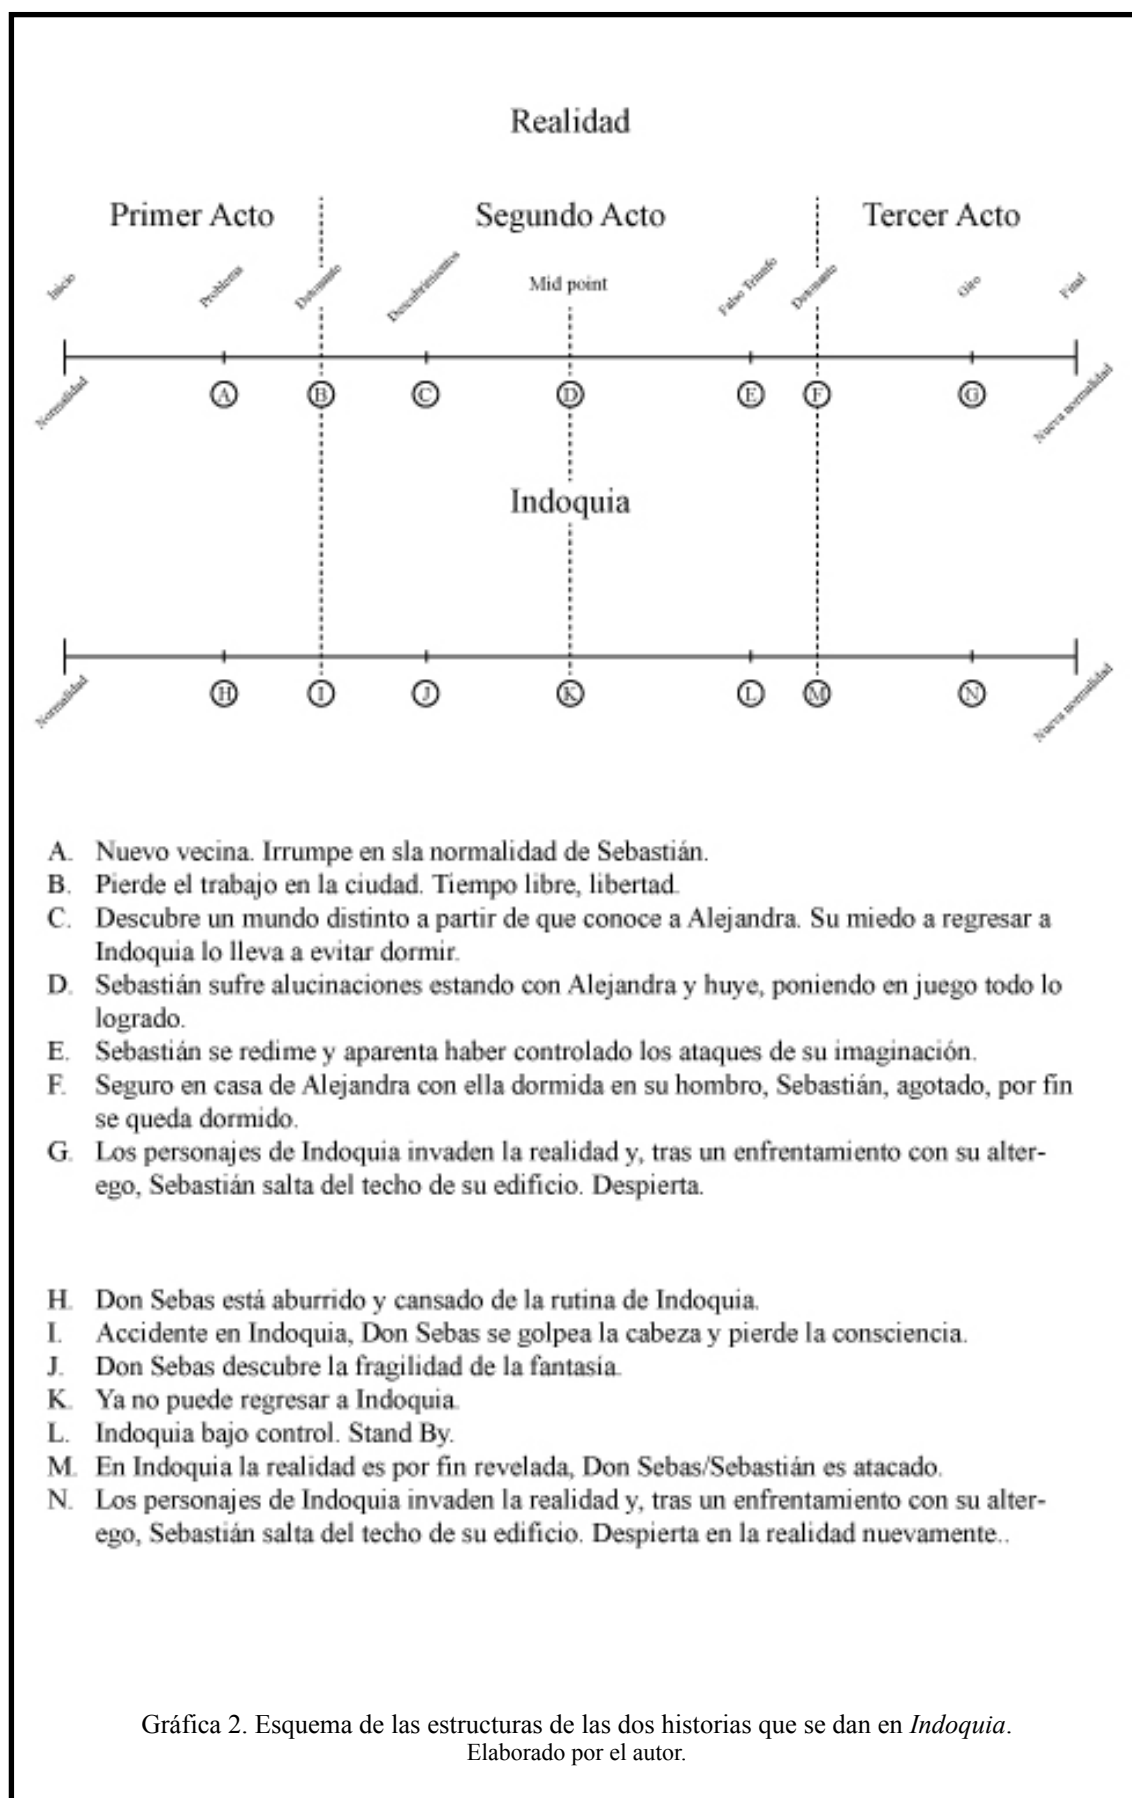 Realidad
Primer Acto
Segundo Acto
Tercer Acto
Inicio
Problema
Detonante
Descubrimientos
Mid point
Falso Triunfo
Detonante
Giro
Final
Normalidad
A
B
C
D
E
F
G
Nueva normalidad
Indoquia
Normalidad
H
I
J
K
L
M
N
Nueva normalidad
A. Nuevo vecina. Irrumpe en sla normalidad de Sebastián.
B. Pierde el trabajo en la ciudad. Tiempo libre, libertad.
C. Descubre un mundo distinto a partir de que conoce a Alejandra. Su miedo a regresar a
Indoquia lo lleva a evitar dormir.
D. Sebastián sufre alucinaciones estando con Alejandra y huye, poniendo en juego todo lo
logrado.
E. Sebastián se redime y aparenta haber controlado los ataques de su imaginación.
F. Seguro en casa de Alejandra con ella dormida en su hombro, Sebastián, agotado, por fin
se queda dormido.
G. Los personajes de Indoquia invaden la realidad y, tras un enfrentamiento con su alter-
ego, Sebastián salta del techo de su edificio. Despierta.
H. Don Sebas está aburrido y cansado de la rutina de Indoquia.
I. Accidente en Indoquia, Don Sebas se golpea la cabeza y pierde la consciencia.
J. Don Sebas descubre la fragilidad de la fantasía.
K. Ya no puede regresar a Indoquia.
L. Indoquia bajo control. Stand By.
M. En Indoquia la realidad es por fin revelada, Don Sebas/Sebastián es atacado.
N. Los personajes de Indoquia invaden la realidad y, tras un enfrentamiento con su alter-
ego, Sebastián salta del techo de su edificio. Despierta en la realidad nuevamente..
Gráfica 2. Esquema de las estructuras de las dos historias que se dan en Indoquia.
Elaborado por el autor.